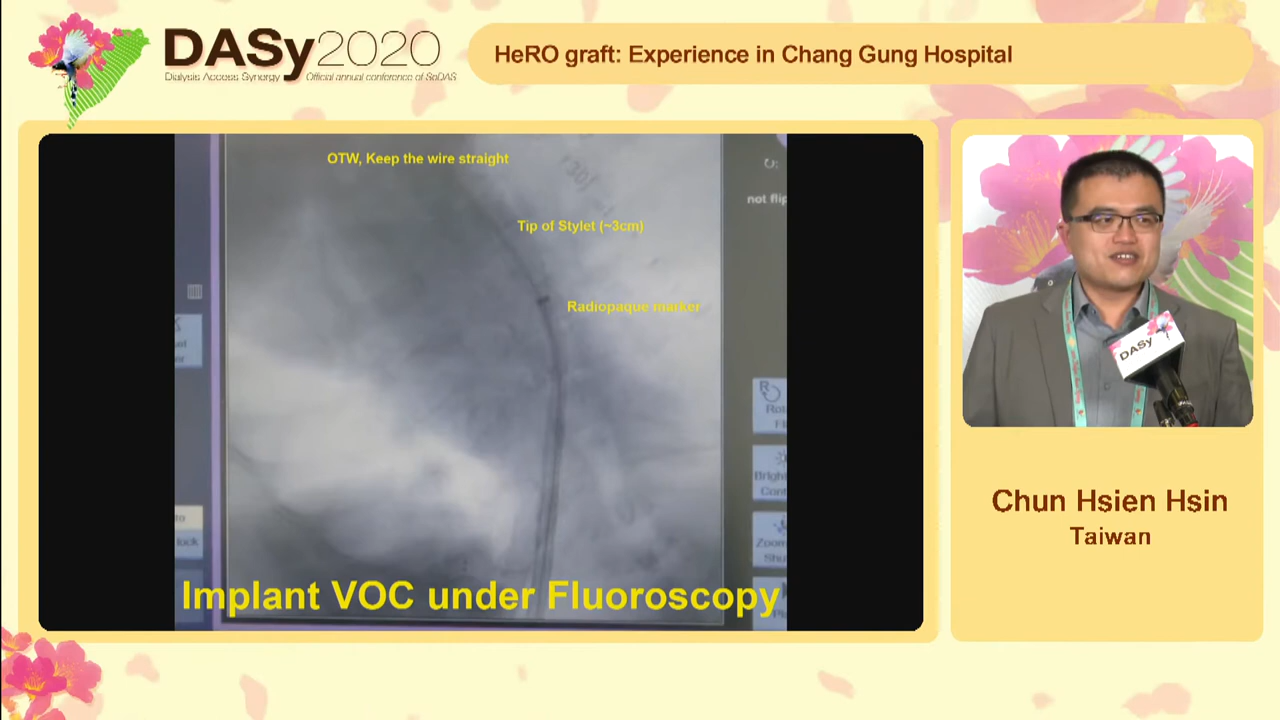 DASy2020
Dialysis Access Synergy Official annual conference of SoDAS
HeRO graft: Experience in Chang Gung Hospital
OTW, Keep the wire straight
not flip
Tip of Stylet (~3cm)
Radiopaque marker
Implant VOC under Fluoroscopy
DASy
Chun Hsien Hsin
Taiwan